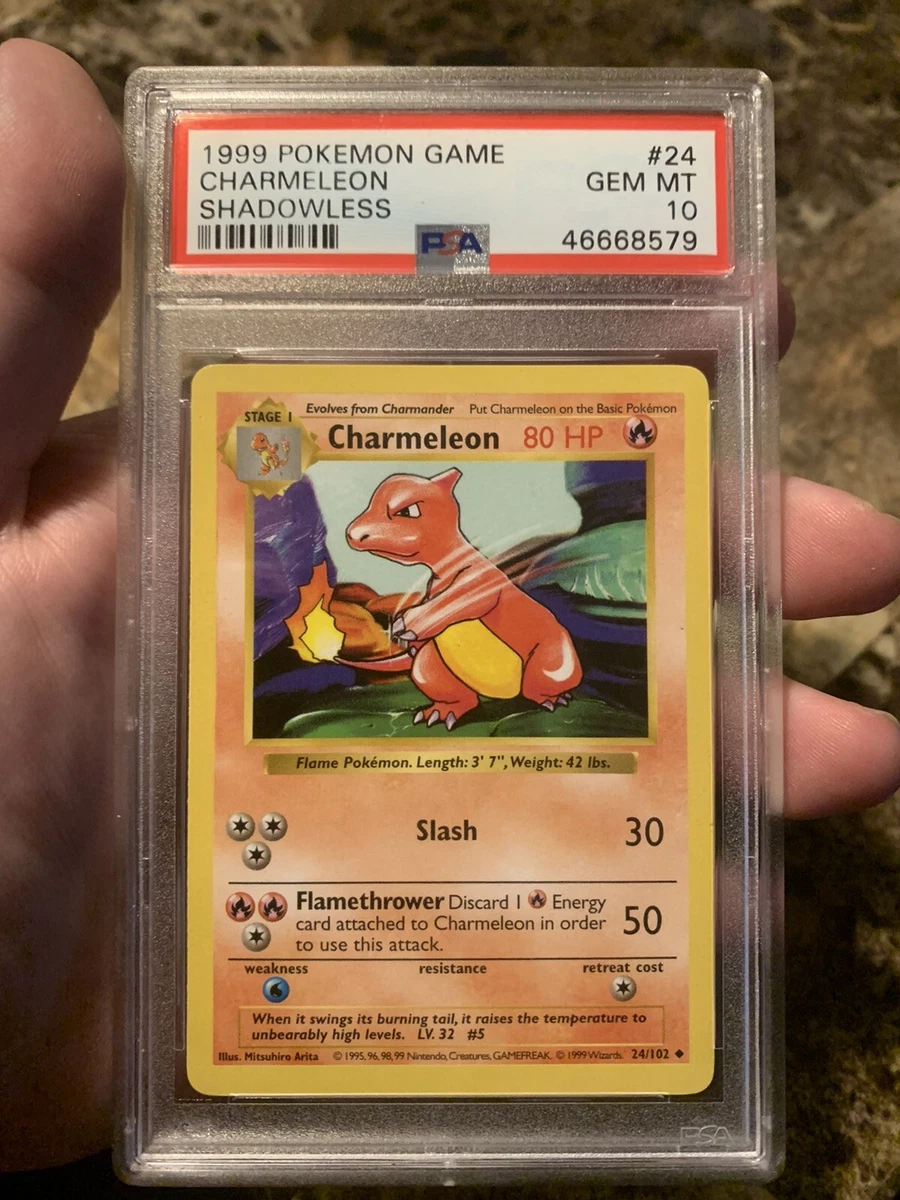 1999 POKEMON GAME #24
CHARMELEON GEM MT
SHADOWLESS 10
PSA 46668579
STAGE 1 Evolves from Charmander Put Charmeleon on the Basic Pokémon
Charmeleon 80 HP
Flame Pokémon. Length: 3' 7", Weight: 42 lbs.
Slash 30
Flamethrower Discard 1 Energy
card attached to Charmeleon in order
to use this attack.
50
weakness resistance retreat cost
When it swings its burning tail, it raises the temperature to
unbearably high levels. LV. 32 #5
Illus. Mitsuhiro Arita © 1995, 96, 98, 99 Nintendo, Creatures, GAMEFREAK. © 1999 Wizards. 24/102
PSA